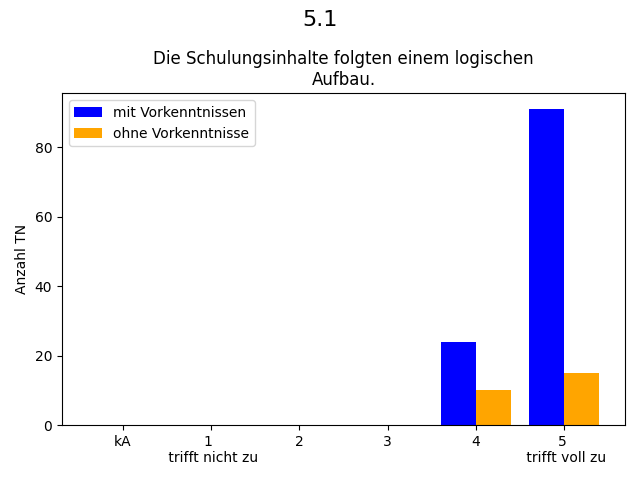 5.1
Die Schulungsinhalte folgten einem logischen
Aufbau.
mit Vorkenntnissen
ohne Vorkenntnisse
Anzahl TN
80
60
40
20
0
kA 1 2 3 4 5
trifft nicht zu trifft voll zu